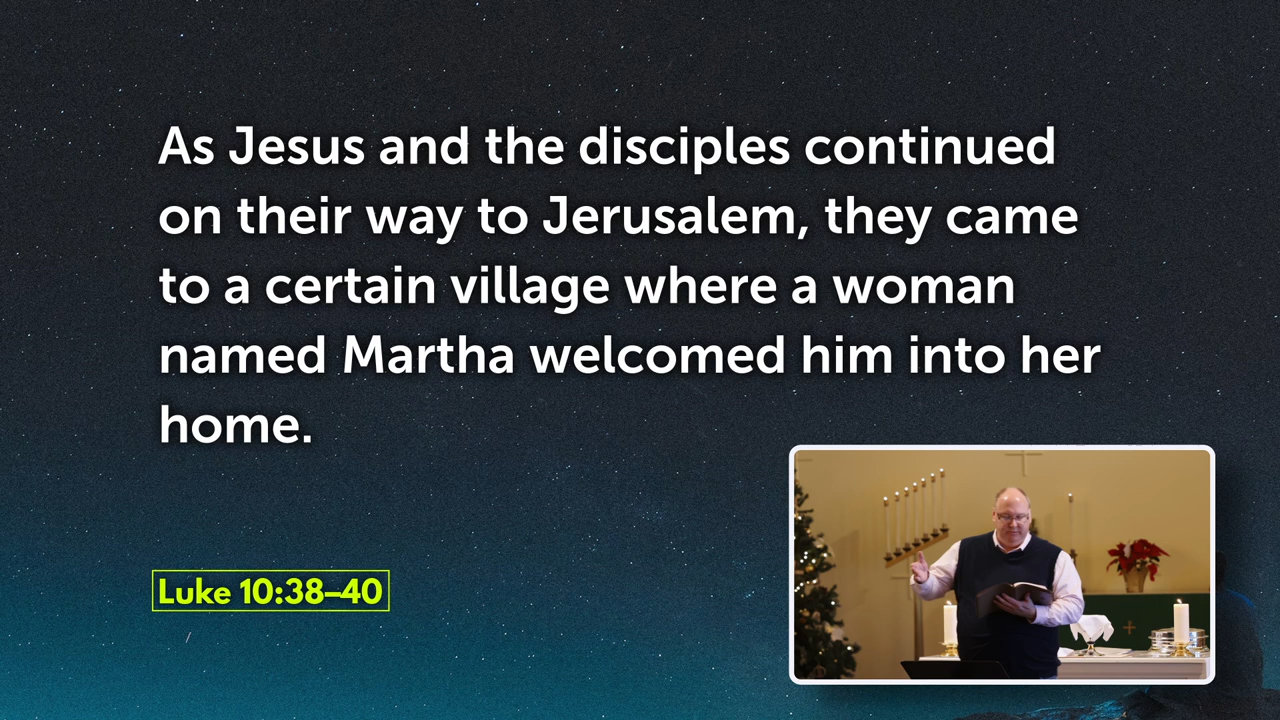 As Jesus and the disciples continued
on their way to Jerusalem, they came
to a certain village where a woman
named Martha welcomed him into her
home.
Luke 10:38–40